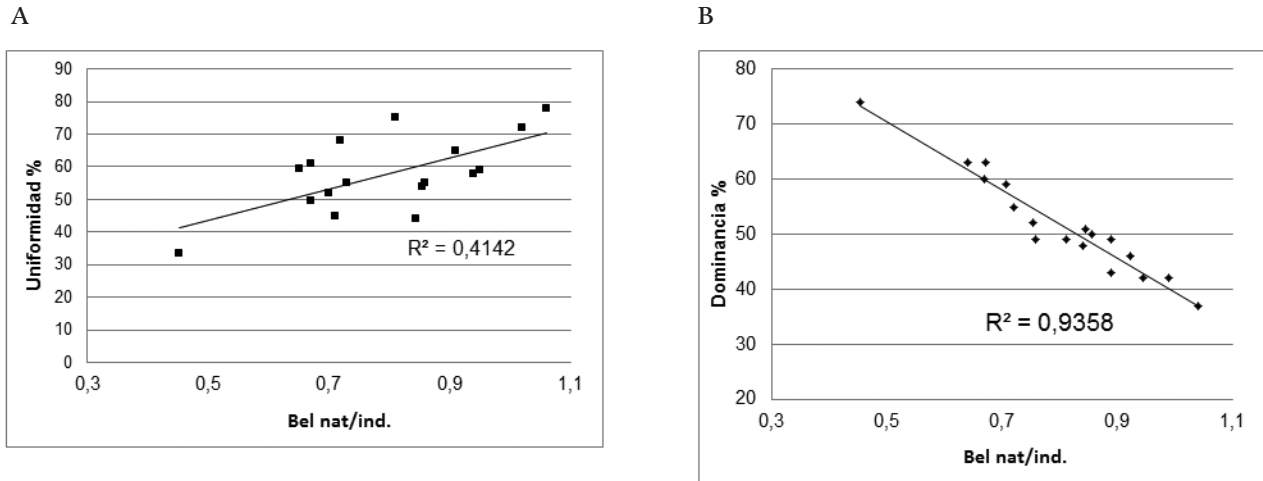 A
90
80
70
60
50
40
30
20
10
0
Uniformidad %
R² = 0,4142
0,3 0,5 0,7 0,9 1,1
Bel nat/ind.
B
80
70
60
50
40
30
20
Dominancia %
R² = 0,9358
0,3 0,5 0,7 0,9 1,1
Bel nat/ind.